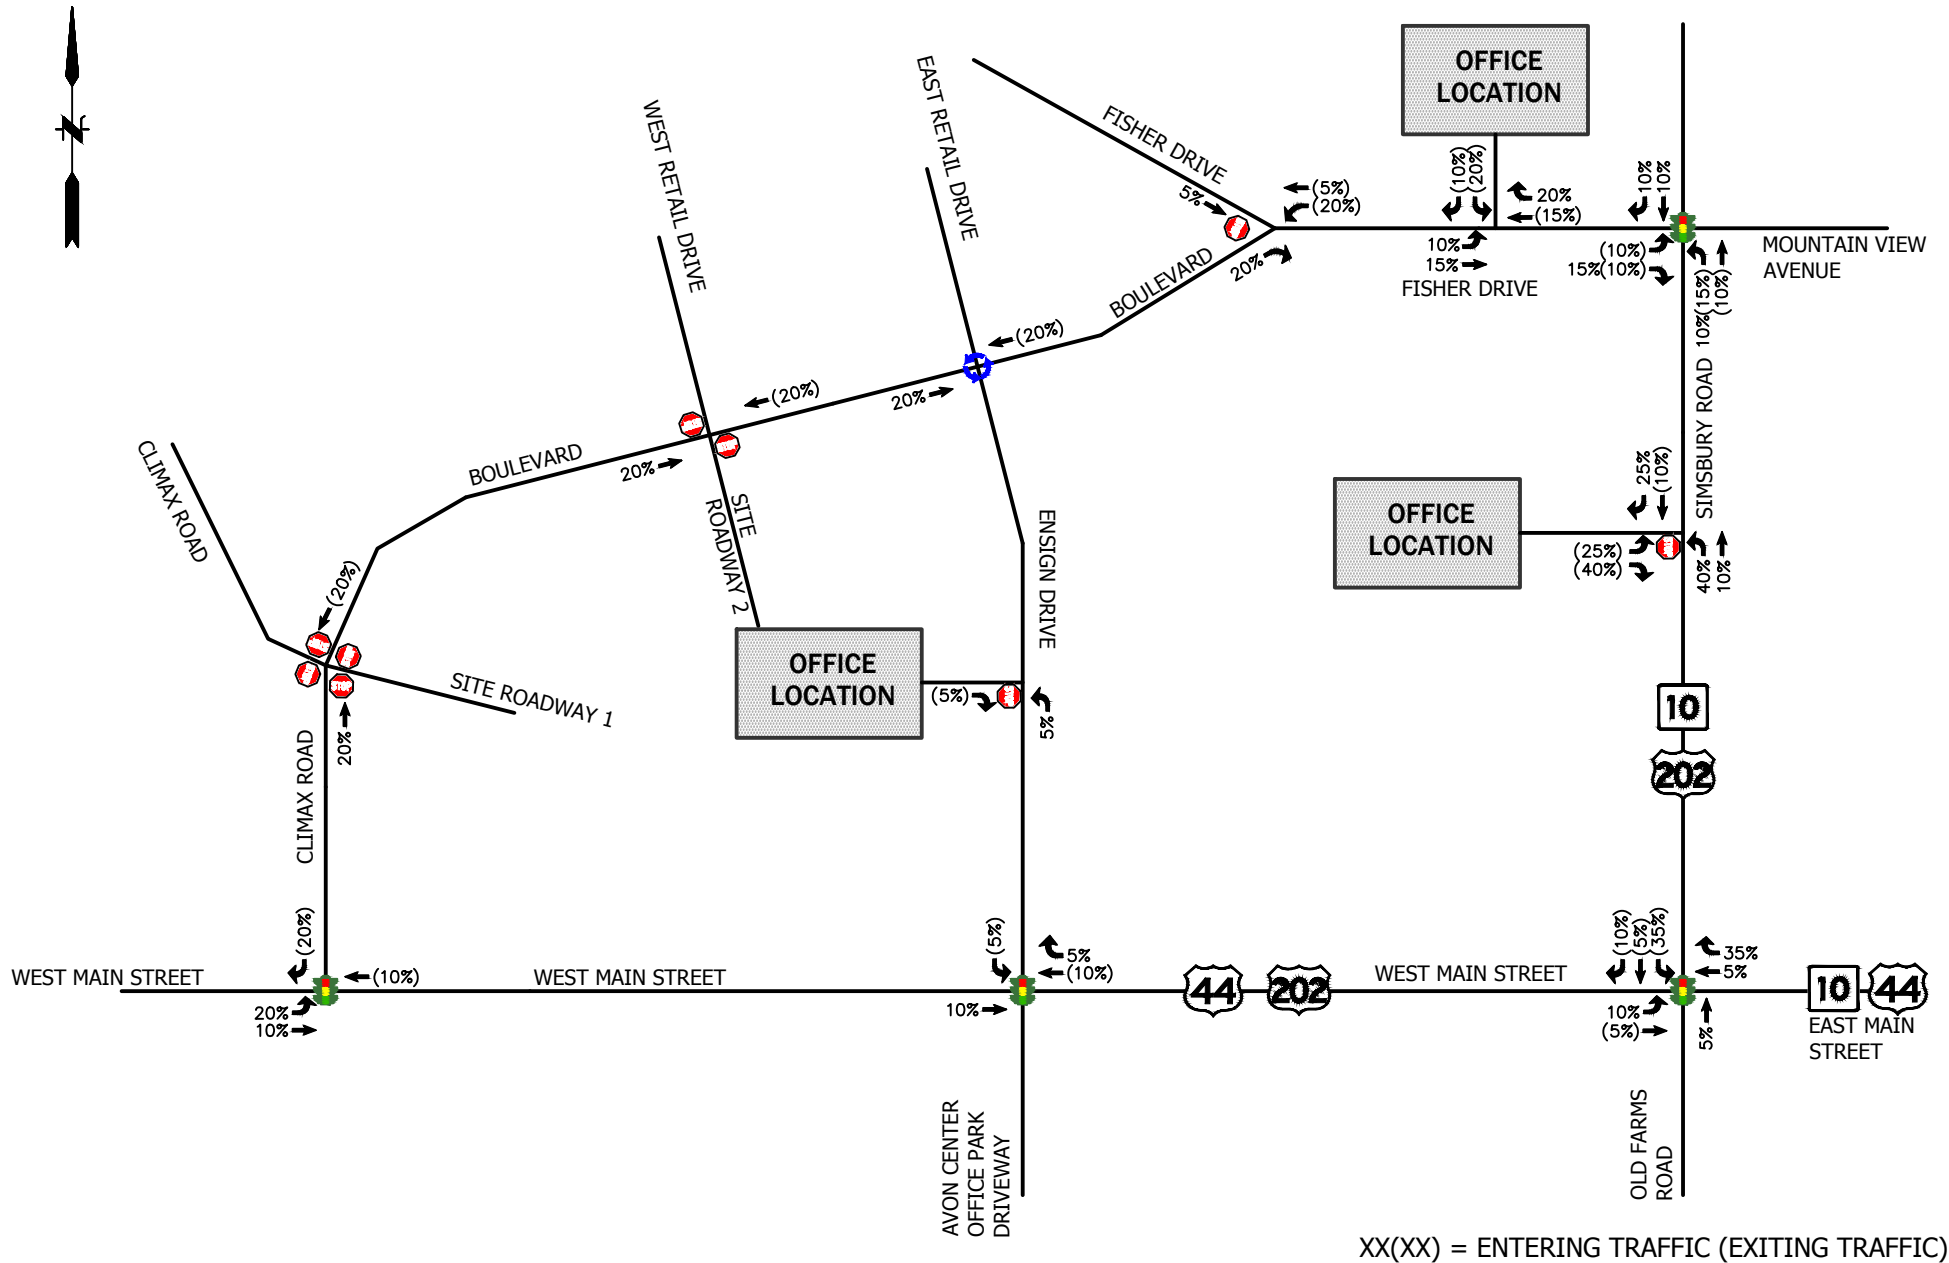 OFFICE
LOCATION
EAST RETAIL DRIVE
WEST RETAIL DRIVE
FISHER DRIVE
5%
(5%)
(20%)
(10%)
(20%)
20%
(15%)
10%
10%
10%
15%
FISHER DRIVE
(10%)
15%(10%)
10%(15%)
(10%)
MOUNTAIN VIEW
AVENUE
BOULEVARD
20%
(20%)
20%
(20%)
20%
BOULEVARD
CLIMAX ROAD
(20%)
SITE
ROADWAY 2
ENSIGN DRIVE
SIMSBURY ROAD
25%
(10%)
OFFICE
LOCATION
(25%)
(40%)
40%
10%
OFFICE
LOCATION
(5%)
5%
SITE ROADWAY 1
20%
CLIMAX ROAD
10
202
WEST MAIN STREET
(20%)
(10%)
20%
10%
WEST MAIN STREET
(5%)
5%
(10%)
10%
44
202
WEST MAIN STREET
(10%)
(5%)
(35%)
35%
5%
10%
(5%)
5%
10
44
EAST MAIN
STREET
AVON CENTER
OFFICE PARK
DRIVEWAY
OLD FARMS
ROAD
XX(XX) = ENTERING TRAFFIC (EXITING TRAFFIC)